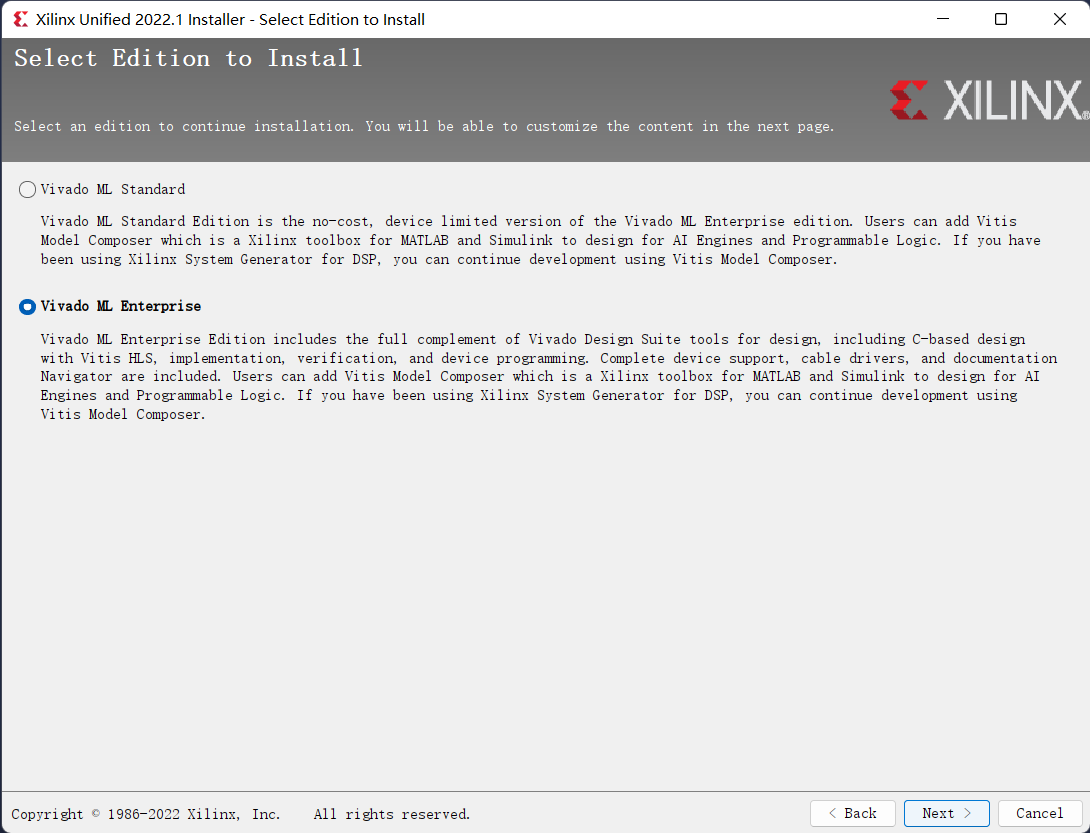 Xilinx Unified 2022.1 Installer - Select Edition to Install
Select Edition to Install
XILINX®
Select an edition to continue installation. You will be able to customize the content in the next page.
Vivado ML Standard
Vivado ML Standard Edition is the no-cost, device limited version of the Vivado ML Enterprise edition. Users can add Vitis
Model Composer which is a Xilinx toolbox for MATLAB and Simulink to design for AI Engines and Programmable Logic. If you have
been using Xilinx System Generator for DSP, you can continue development using Vitis Model Composer.
Vivado ML Enterprise
Vivado ML Enterprise Edition includes the full complement of Vivado Design Suite tools for design, including C-based design
with Vitis HLS, implementation, verification, and device programming. Complete device support, cable drivers, and documentation
Navigator are included. Users can add Vitis Model Composer which is a Xilinx toolbox for MATLAB and Simulink to design for AI
Engines and Programmable Logic. If you have been using Xilinx System Generator for DSP, you can continue development using
Vitis Model Composer.
Copyright © 1986-2022 Xilinx, Inc. All rights reserved.
< Back Next > Cancel